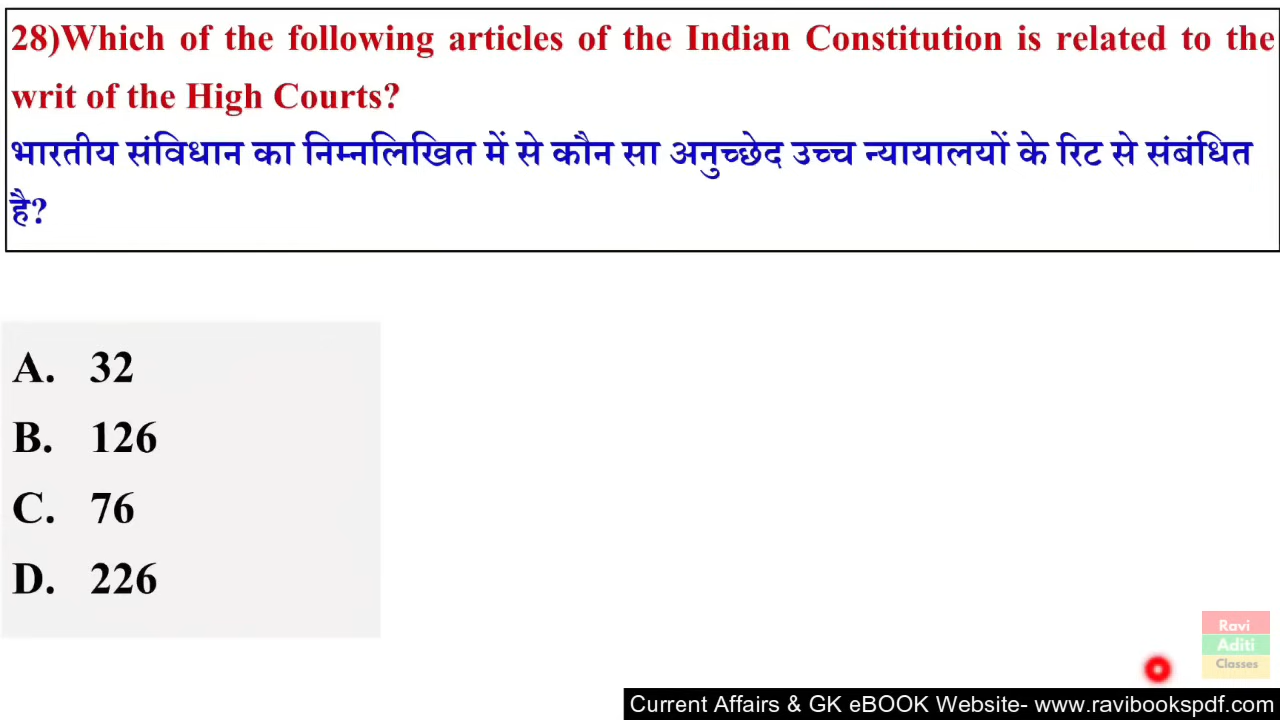 28)Which of the following articles of the Indian Constitution is related to the
writ of the High Courts?
भारतीय संविधान का निम्नलिखित में से कौन सा अनुच्छेद उच्च न्यायालयों के रिट से संबंधित
है?
A. 32
B. 126
C. 76
D. 226
Ravi
Aditi
Classes
Current Affairs & GK eBOOK Website- www.ravibookspdf.com